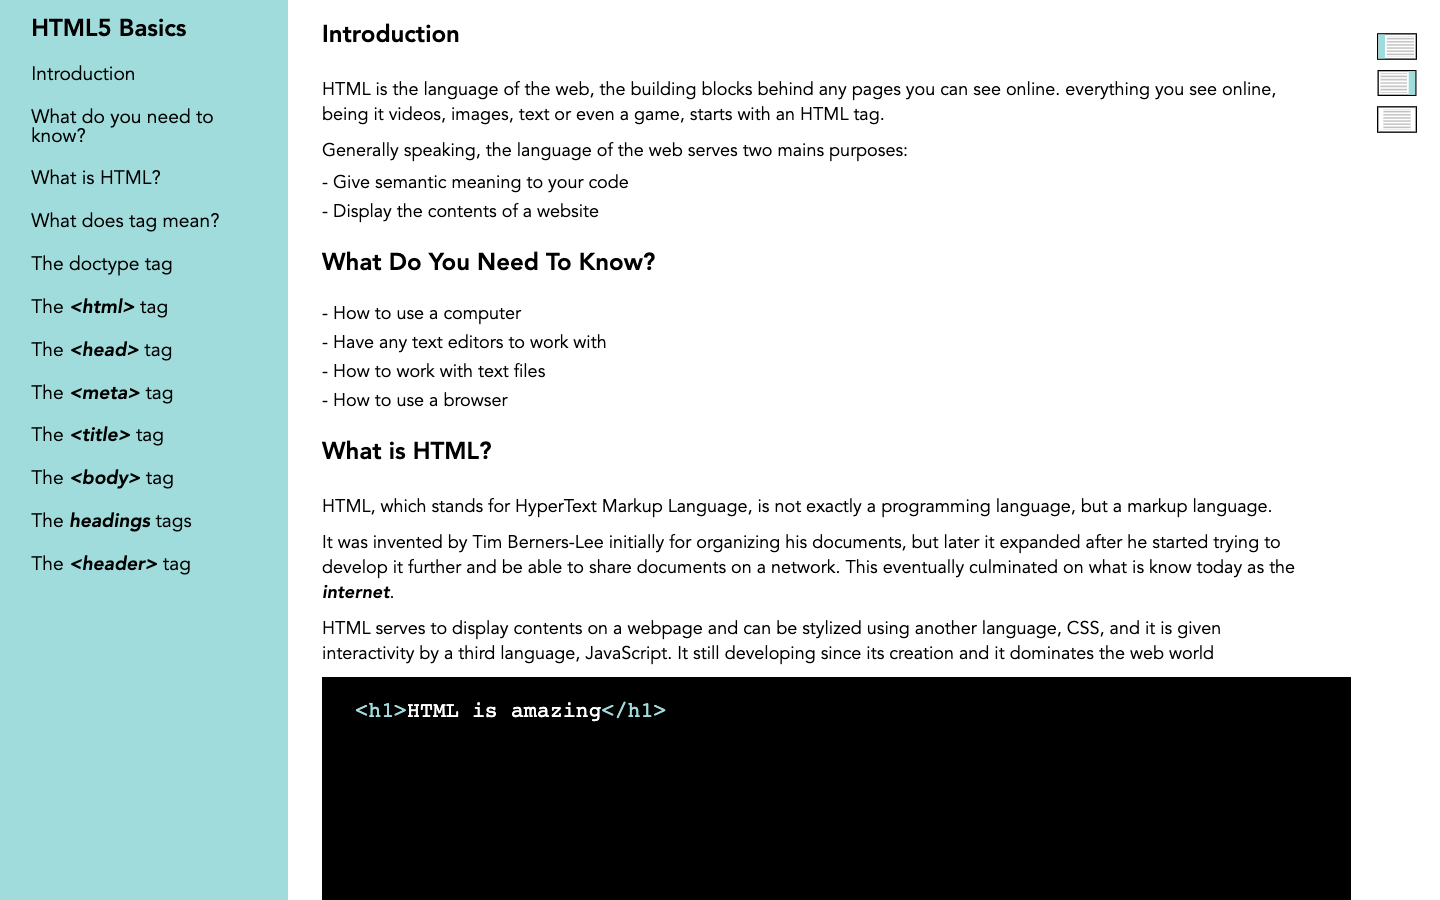 HTML5 Basics
Introduction
What do you need to
know?
What is HTML?
What does tag mean?
The doctype tag
The <html> tag
The <head> tag
The <meta> tag
The <title> tag
The <body> tag
The headings tags
The <header> tag
Introduction
HTML is the language of the web, the building blocks behind any pages you can see online. everything you see online,
being it videos, images, text or even a game, starts with an HTML tag.
Generally speaking, the language of the web serves two mains purposes:
- Give semantic meaning to your code
- Display the contents of a website
What Do You Need To Know?
- How to use a computer
- Have any text editors to work with
- How to work with text files
- How to use a browser
What is HTML?
HTML, which stands for HyperText Markup Language, is not exactly a programming language, but a markup language.
It was invented by Tim Berners-Lee initially for organizing his documents, but later it expanded after he started trying to
develop it further and be able to share documents on a network. This eventually culminated on what is know today as the
internet.
HTML serves to display contents on a webpage and can be stylized using another language, CSS, and it is given
interactivity by a third language, JavaScript. It still developing since its creation and it dominates the web world
<h1>HTML is amazing</h1>